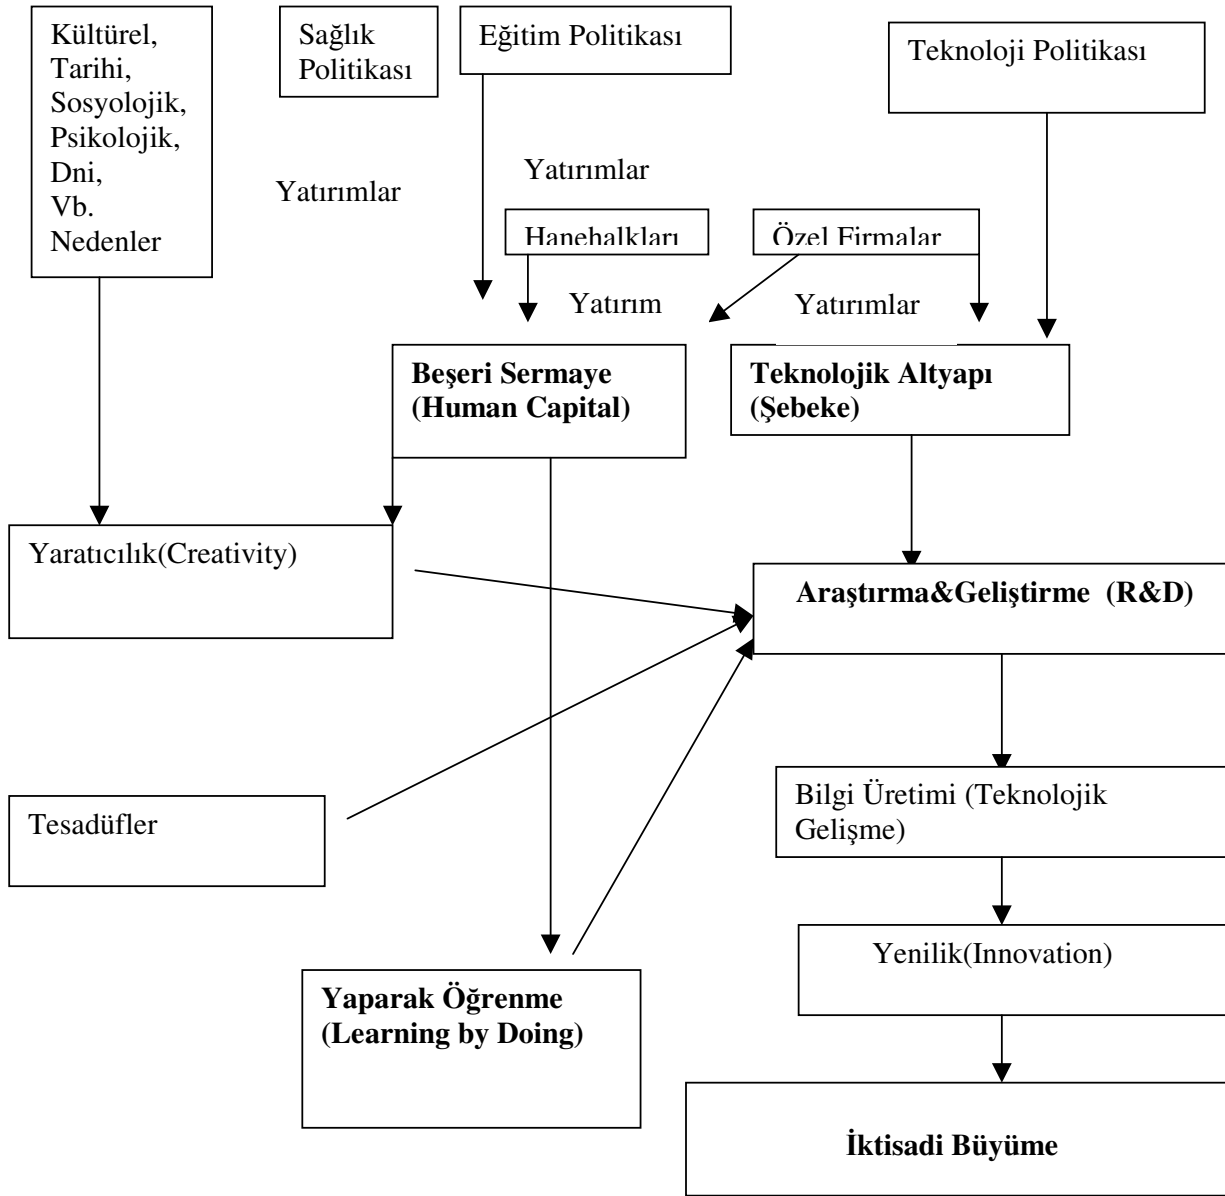 Kültürel,
Tarihi,
Sosyolojik,
Psikolojik,
Dni,
Vb.
Nedenler
Sağlık
Politikası
Eğitim Politikası
Teknoloji Politikası
Yatırımlar
Yatırımlar
Hanehalkları
Özel Firmalar
Yatırım
Yatırımlar
Beşeri Sermaye
(Human Capital)
Teknolojik Altyapı
(Şebeke)
Yaratıcılık(Creativity)
Araştırma&Geliştirme (R&D)
Tesadüfler
Bilgi Üretimi (Teknolojik
Gelişme)
Yenilik(Innovation)
Yaparak Öğrenme
(Learning by Doing)
İktisadi Büyüme